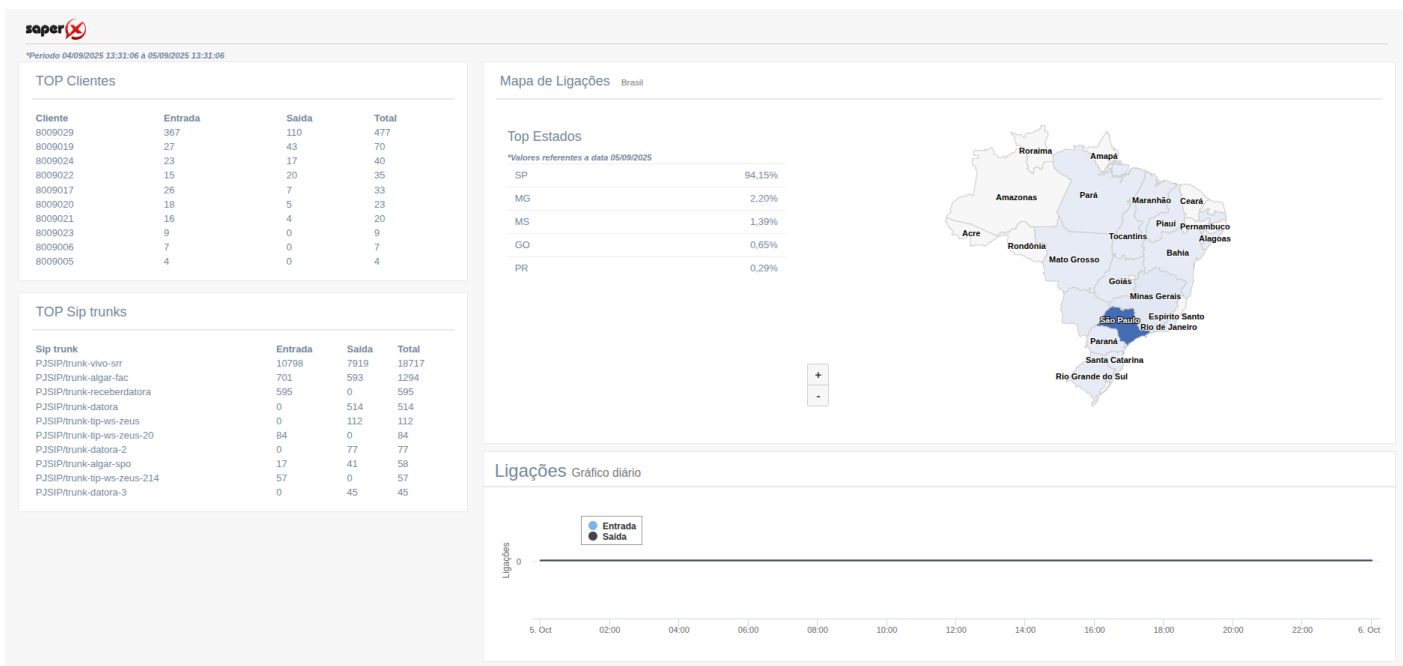 saperx
*Período 04/09/2025 13:31:06 à 05/09/2025 13:31:06
TOP Clientes
Cliente Entrada Saída Total
8009029 367 110 477
8009019 27 43 70
8009024 23 17 40
8009022 15 20 35
8009017 26 7 33
8009020 18 5 23
8009021 16 4 20
8009023 9 0 9
8009006 7 0 7
8009005 4 0 4
TOP Sip trunks
Sip trunk Entrada Saída Total
PJSIP/trunk-vivo-srr 10798 7919 18717
PJSIP/trunk-algar-fac 701 593 1294
PJSIP/trunk-receberdatora 595 0 595
PJSIP/trunk-datora 0 514 514
PJSIP/trunk-tip-ws-zeus 0 112 112
PJSIP/trunk-tip-ws-zeus-20 84 0 84
PJSIP/trunk-datora-2 0 77 77
PJSIP/trunk-algar-spo 17 41 58
PJSIP/trunk-tip-ws-zeus-214 57 0 57
PJSIP/trunk-datora-3 0 45 45
Mapa de Ligações Brasil
Top Estados
*Valores referentes a data 05/09/2025
SP 94,15%
MG 2,20%
MS 1,39%
GO 0,65%
PR 0,29%
Roraima
Amapá
Amazonas
Pará
Maranhão
Ceará
Piauí
Pernambuco
Acre
Tocantins
Alagoas
Rondônia
Bahia
Mato Grosso
Goiás
Minas Gerais
São Paulo
Espírito Santo
Rio de Janeiro
Paraná
Santa Catarina
Rio Grande do Sul
+
-
Ligações Gráfico diário
Entrada
Saída
Ligações
0
5. Oct 02:00 04:00 06:00 08:00 10:00 12:00 14:00 16:00 18:00 20:00 22:00 6. Oct